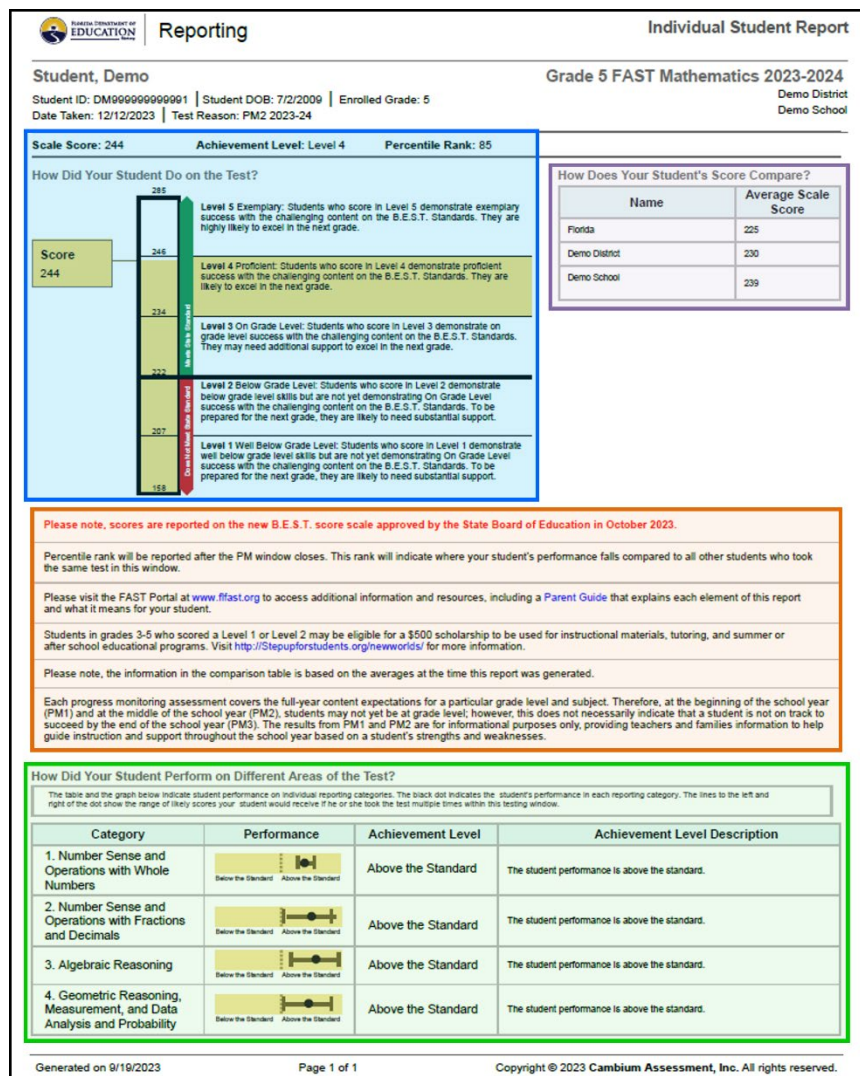 FLORIDA DEPARTMENT OF
EDUCATION
Reporting
Individual Student Report
Student, Demo
Grade 5 FAST Mathematics 2023-2024
Student ID: DM999999999991 | Student DOB: 7/2/2009 | Enrolled Grade: 5
Demo District
Date Taken: 12/12/2023 | Test Reason: PM2 2023-24
Demo School
Scale Score: 244 Achievement Level: Level 4 Percentile Rank: 85
How Did Your Student Do on the Test?
285
Level 5 Exemplary: Students who score in Level 5 demonstrate exemplary
success with the challenging content on the B.E.S.T. Standards. They are
highly likely to excel in the next grade.
Score
244
246
Level 4 Proficient: Students who score in Level 4 demonstrate proficient
success with the challenging content on the B.E.S.T. Standards. They are
likely to excel in the next grade.
234
Meets State Standard
Level 3 On Grade Level: Students who score in Level 3 demonstrate on
grade level success with the challenging content on the B.E.S.T. Standards.
They may need additional support to excel in the next grade.
222
Level 2 Below Grade Level: Students who score in Level 2 demonstrate
below grade level skills but are not yet demonstrating On Grade Level
success with the challenging content on the B.E.S.T. Standards. To be
prepared for the next grade, they are likely to need substantial support.
207
Does Not Meet State Standard
Level 1 Well Below Grade Level: Students who score in Level 1 demonstrate
well below grade level skills but are not yet demonstrating On Grade Level
success with the challenging content on the B.E.S.T. Standards. To be
prepared for the next grade, they are likely to need substantial support.
158
How Does Your Student's Score Compare?
Name Average Scale Score
Florida 225
Demo District 230
Demo School 239
Please note, scores are reported on the new B.E.S.T. score scale approved by the State Board of Education in October 2023.
Percentile rank will be reported after the PM window closes. This rank will indicate where your student's performance falls compared to all other students who took
the same test in this window.
Please visit the FAST Portal at www.flfast.org to access additional information and resources, including a Parent Guide that explains each element of this report
and what it means for your student.
Students in grades 3-5 who scored a Level 1 or Level 2 may be eligible for a $500 scholarship to be used for instructional materials, tutoring, and summer or
after school educational programs. Visit http://Stepupforstudents.org/newworlds/ for more information.
Please note, the information in the comparison table is based on the averages at the time this report was generated.
Each progress monitoring assessment covers the full-year content expectations for a particular grade level and subject. Therefore, at the beginning of the school year
(PM1) and at the middle of the school year (PM2), students may not yet be at grade level; however, this does not necessarily indicate that a student is not on track to
succeed by the end of the school year (PM3). The results from PM1 and PM2 are for informational purposes only, providing teachers and families information to help
guide instruction and support throughout the school year based on a student's strengths and weaknesses.
How Did Your Student Perform on Different Areas of the Test?
The table and the graph below indicate student performance on individual reporting categories. The black dot indicates the student's performance in each reporting category. The lines to the left and
right of the dot show the range of likely scores your student would receive if he or she took the test multiple times within this testing window.
Category Performance Achievement Level Achievement Level Description
1. Number Sense and
Operations with Whole
Numbers
Below the Standard Above the Standard
Above the Standard
The student performance is above the standard.
2. Number Sense and
Operations with Fractions
and Decimals
Below the Standard Above the Standard
Above the Standard
The student performance is above the standard.
3. Algebraic Reasoning
Below the Standard Above the Standard
Above the Standard
The student performance is above the standard.
4. Geometric Reasoning,
Measurement, and Data
Analysis and Probability
Below the Standard Above the Standard
Above the Standard
The student performance is above the standard.
Generated on 9/19/2023 Page 1 of 1 Copyright © 2023 Cambium Assessment, Inc. All rights reserved.